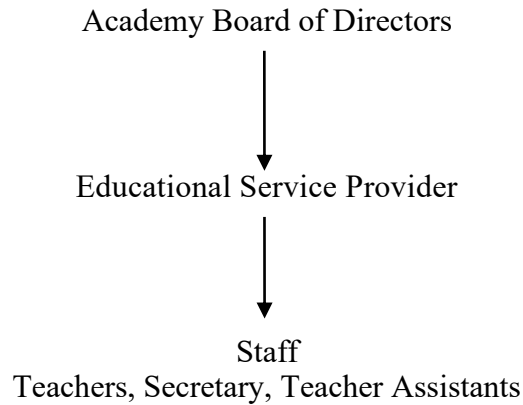 Academy Board of Directors
Educational Service Provider
Staff
Teachers, Secretary, Teacher Assistants